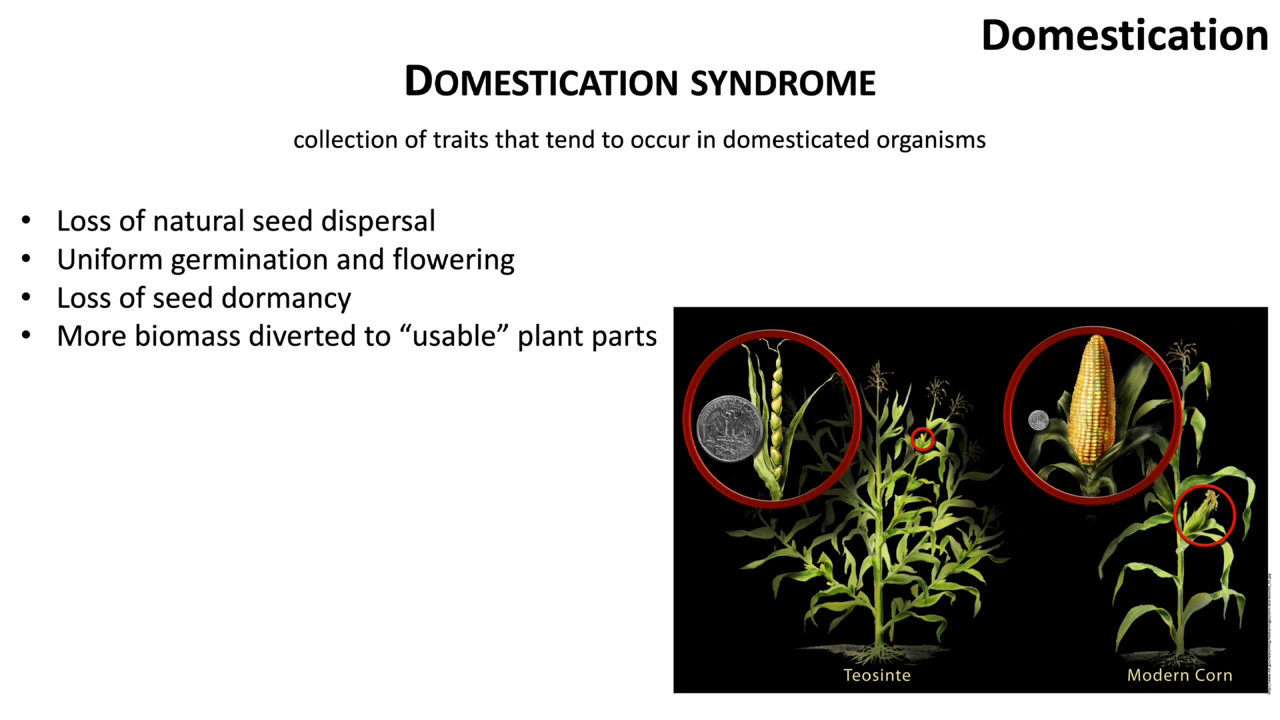 Domestication
DOMESTICATION SYNDROME
collection of traits that tend to occur in domesticated organisms
• Loss of natural seed dispersal
• Uniform germination and flowering
• Loss of seed dormancy
• More biomass diverted to “usable” plant parts
Teosinte
Modern Corn